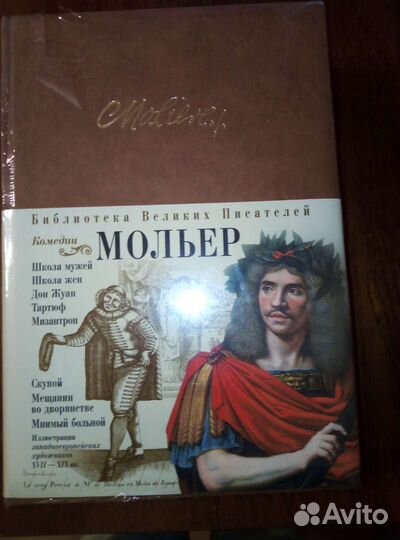 Библиотека Великих Писателей
Комедии
МОЛЬЕР
Школа мужей
Школа жен
Дон Жуан
Тартюф
Мизантроп
Скупой
Мещанин
во дворянстве
Мнимый больной
Иллюстрации
западноевропейских
художников
XVII — XIX вв.
Avito